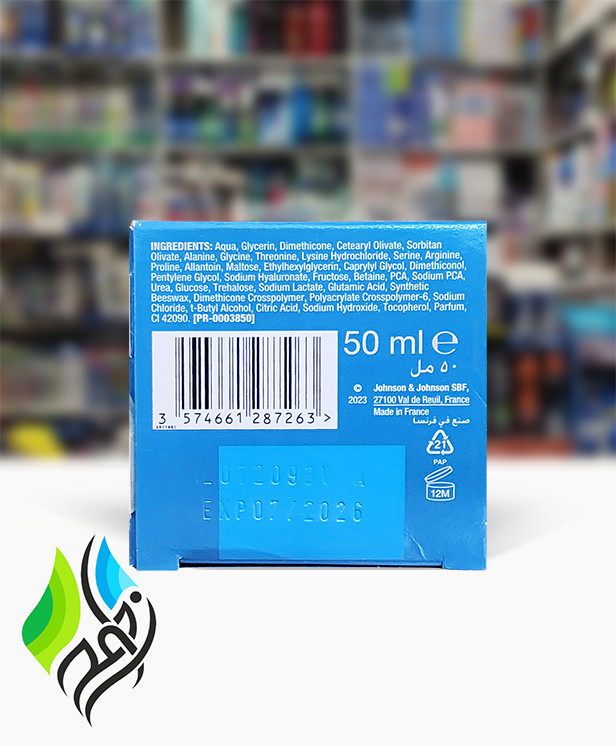 INGREDIENTS: Aqua, Glycerin, Dimethicone, Cetearyl Olivate, Sorbitan
Olivate, Alanine, Glycine, Threonine, Lysine Hydrochloride, Serine, Arginine,
Proline, Allantoin, Maltose, Ethylhexylglycerin, Caprylyl Glycol, Dimethiconol,
Pentylene Glycol, Sodium Hyaluronate, Fructose, Betaine, PCA, Sodium PCA,
Urea, Glucose, Trehalose, Sodium Lactate, Glutamic Acid, Synthetic
Beeswax, Dimethicone Crosspolymer, Polyacrylate Crosspolymer-6, Sodium
Chloride, t-Butyl Alcohol, Citric Acid, Sodium Hydroxide, Tocopherol, Parfum,
CI 42090. [PR-0003850]
3 574661 287263 >
50 ml e
٥٠ مل
© Johnson & Johnson SBF,
2023 27100 Val de Reuil, France
Made in France
صنع في فرنسا
21
PAP
12M
EXP07/2026